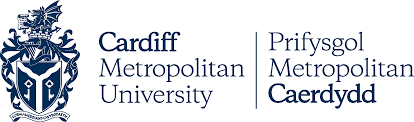 Cardiff
Metropolitan
University
Prifysgol
Metropolitan
Caerdydd